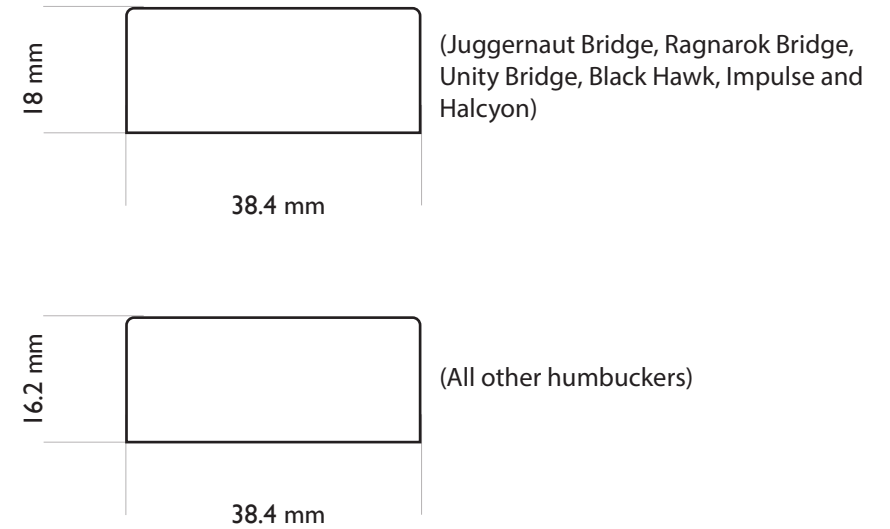 18 mm
(Juggernaut Bridge, Ragnarok Bridge,
Unity Bridge, Black Hawk, Impulse and
Halcyon)
38.4 mm
16.2 mm
(All other humbuckers)
38.4 mm